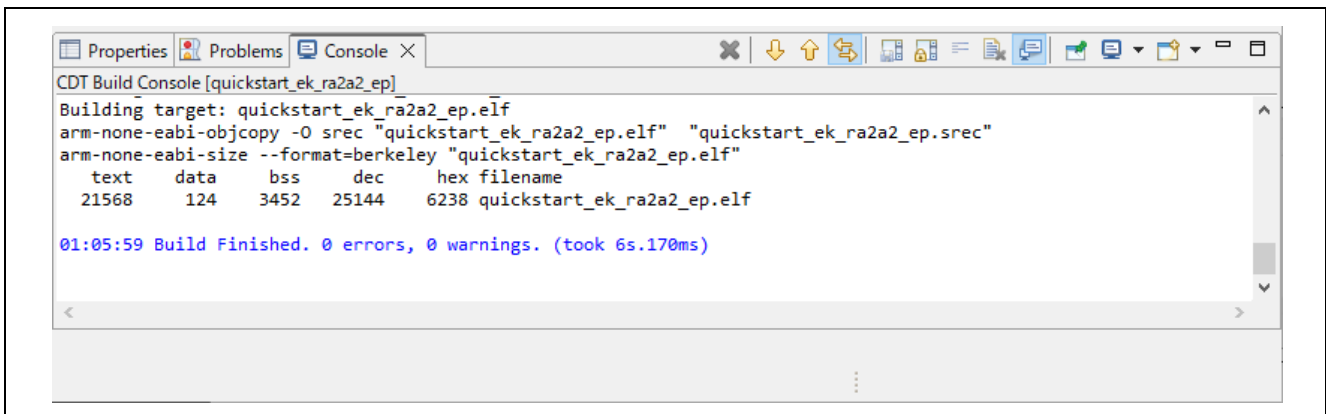 Properties Problems Console
CDT Build Console [quickstart_ek_ra2a2_ep]
Building target: quickstart_ek_ra2a2_ep.elf
arm-none-eabi-objcopy -O srec "quickstart_ek_ra2a2_ep.elf"  "quickstart_ek_ra2a2_ep.srec"
arm-none-eabi-size --format=berkeley "quickstart_ek_ra2a2_ep.elf"
   text    data     bss     dec     hex filename
  21568     124    3452   25144    6238 quickstart_ek_ra2a2_ep.elf
01:05:59 Build Finished. 0 errors, 0 warnings. (took 6s.170ms)